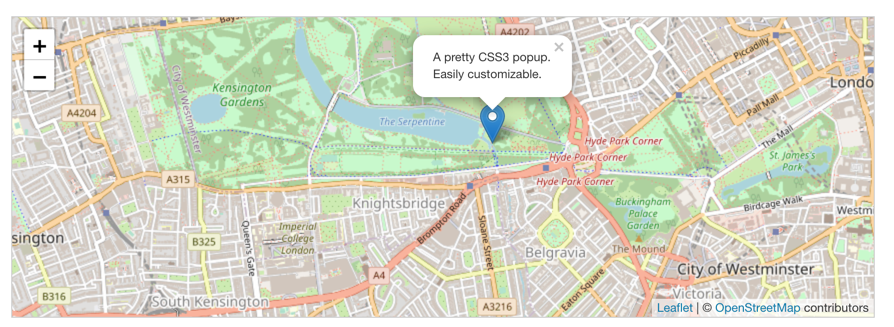 Bays
A4202
+
−
A pretty CSS3 popup.
Easily customizable.
×
Piccadilly
Londo
City of Westminster
Kensington
Gardens
A4204
The Serpentine
Pall Mall
The Mall
Hyde Park Corner
Hyde Park Corner
Hyde Park Corner
St. James's
Park
A315
Knightsbridge
Buckingham
Palace
Garden
Birdcage Walk
Westm
sington
B325
Queen's Gate
Imperial
College
London
Brompton Road
Sloane Street
Belgravia
The Mound
City of Westminster
A4
Eaton Square
B316
South Kensington
A3216
Victoria
Leaflet | © OpenStreetMap contributors